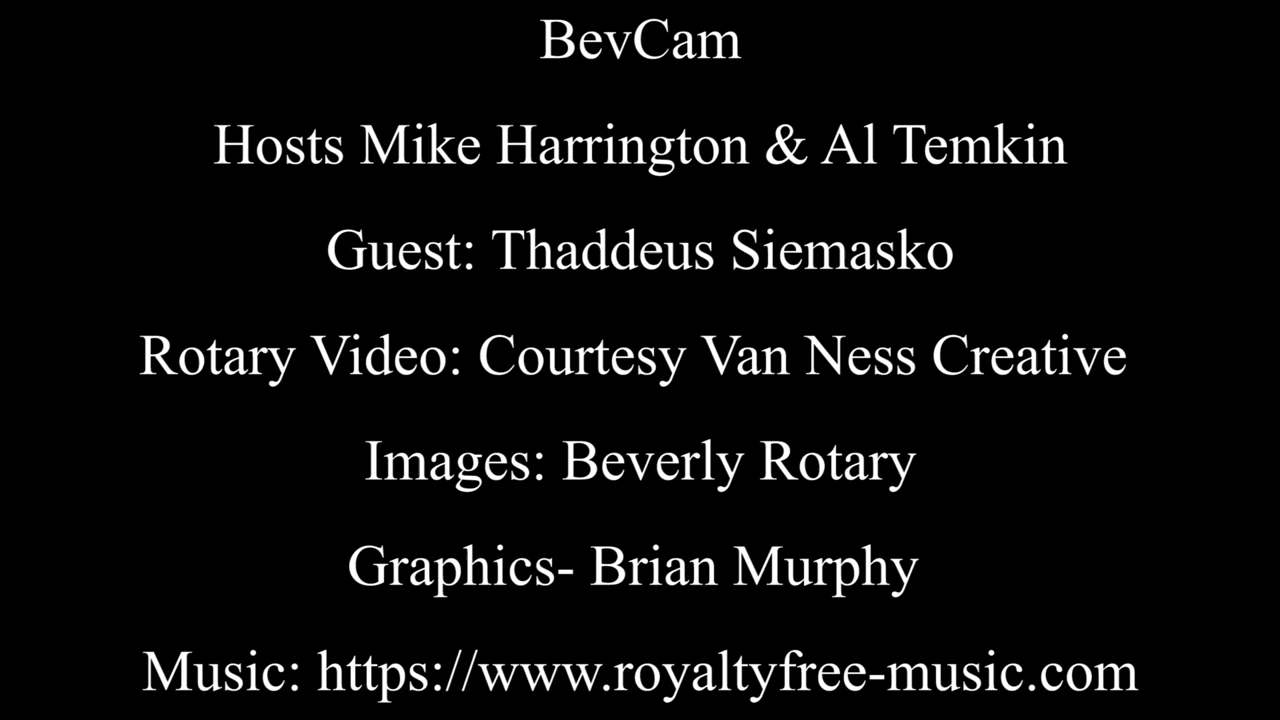 BevCam
Hosts Mike Harrington & Al Temkin
Guest: Thaddeus Siemasko
Rotary Video: Courtesy Van Ness Creative
Images: Beverly Rotary
Graphics- Brian Murphy
Music: https://www.royaltyfree-music.com